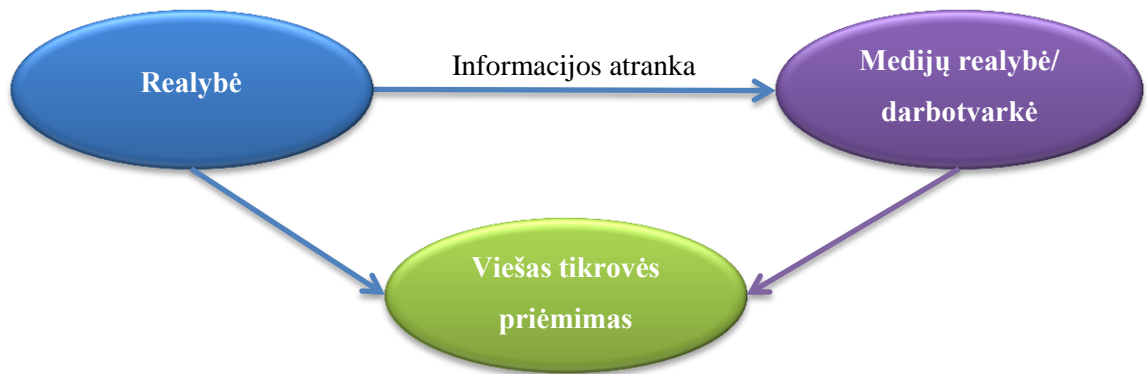 Realybė
Informacijos atranka
Medijų realybė/
darbotvarkė
Viešas tikrovės
priėmimas